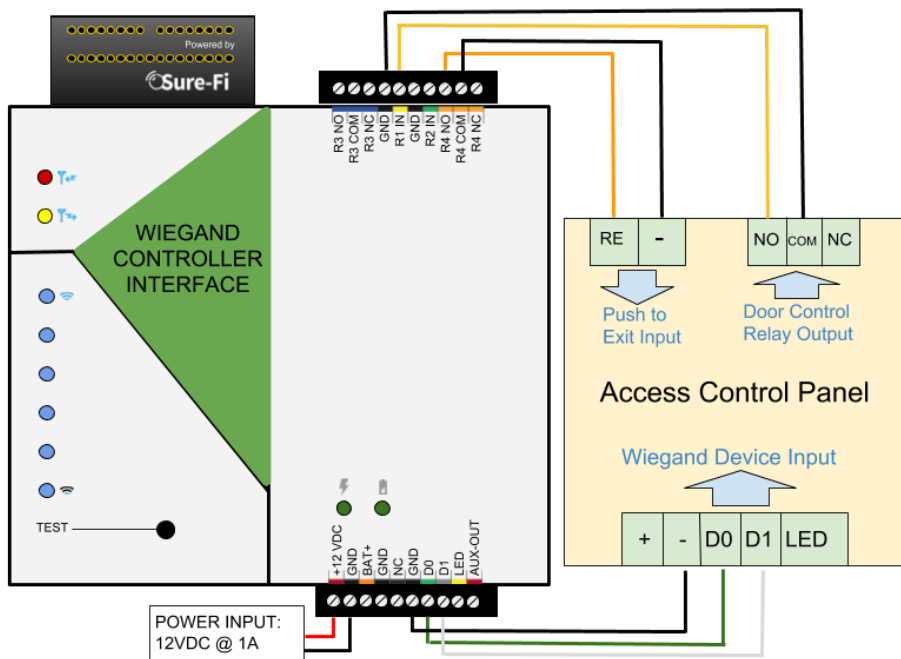 Powered by
Sure-Fi
R3 NO
R3 COM
R3 NC
GND
R1 IN
GND
R2 IN
R4 NO
R4 COM
R4 NC
WIEGAND
CONTROLLER
INTERFACE
RE
-
NO
COM
NC
Push to
Exit Input
Door Control
Relay Output
Access Control Panel
Wiegand Device Input
+
-
D0
D1
LED
TEST
+12 VDC
GND
BAT+
GND
NC
GND
D0
D1
LED
AUX-OUT
POWER INPUT:
12VDC @ 1A